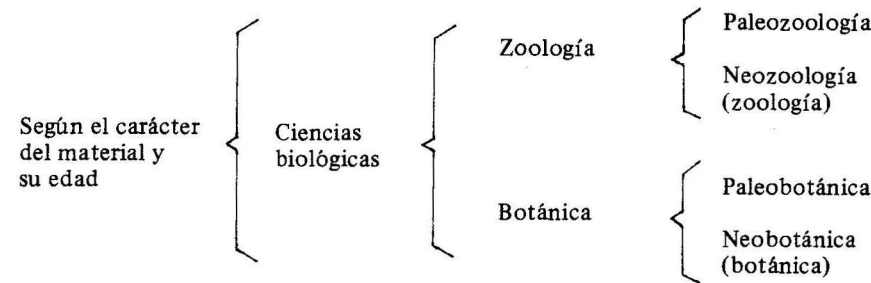 Según el carácter
del material y
su edad
Ciencias
biológicas
Zoología
Paleozoología
Neozoología
(zoología)
Botánica
Paleobotánica
Neobotánica
(botánica)